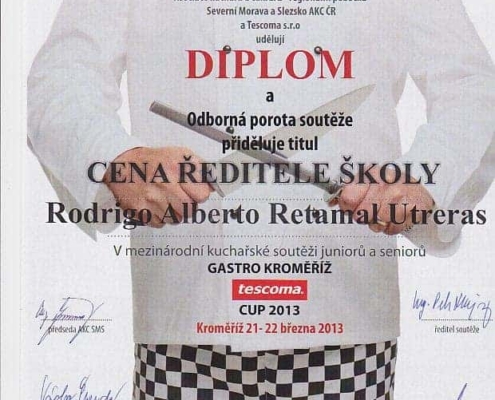 Severní Morava a Slezsko AKC ČR
a Tescoma s.r.o
udělují
DIPLOM
a
Odborná porota soutěže
přiděluje titul
CENA ŘEDITELE ŠKOLY
Rodrigo Alberto Retamal Utreras
V mezinárodní kuchařské soutěži juniorů a seniorů
GASTRO KROMĚŘÍŽ
tescoma.
CUP 2013
Kroměříž 21- 22 března 2013
předseda AKC SMS
ředitel soutěže